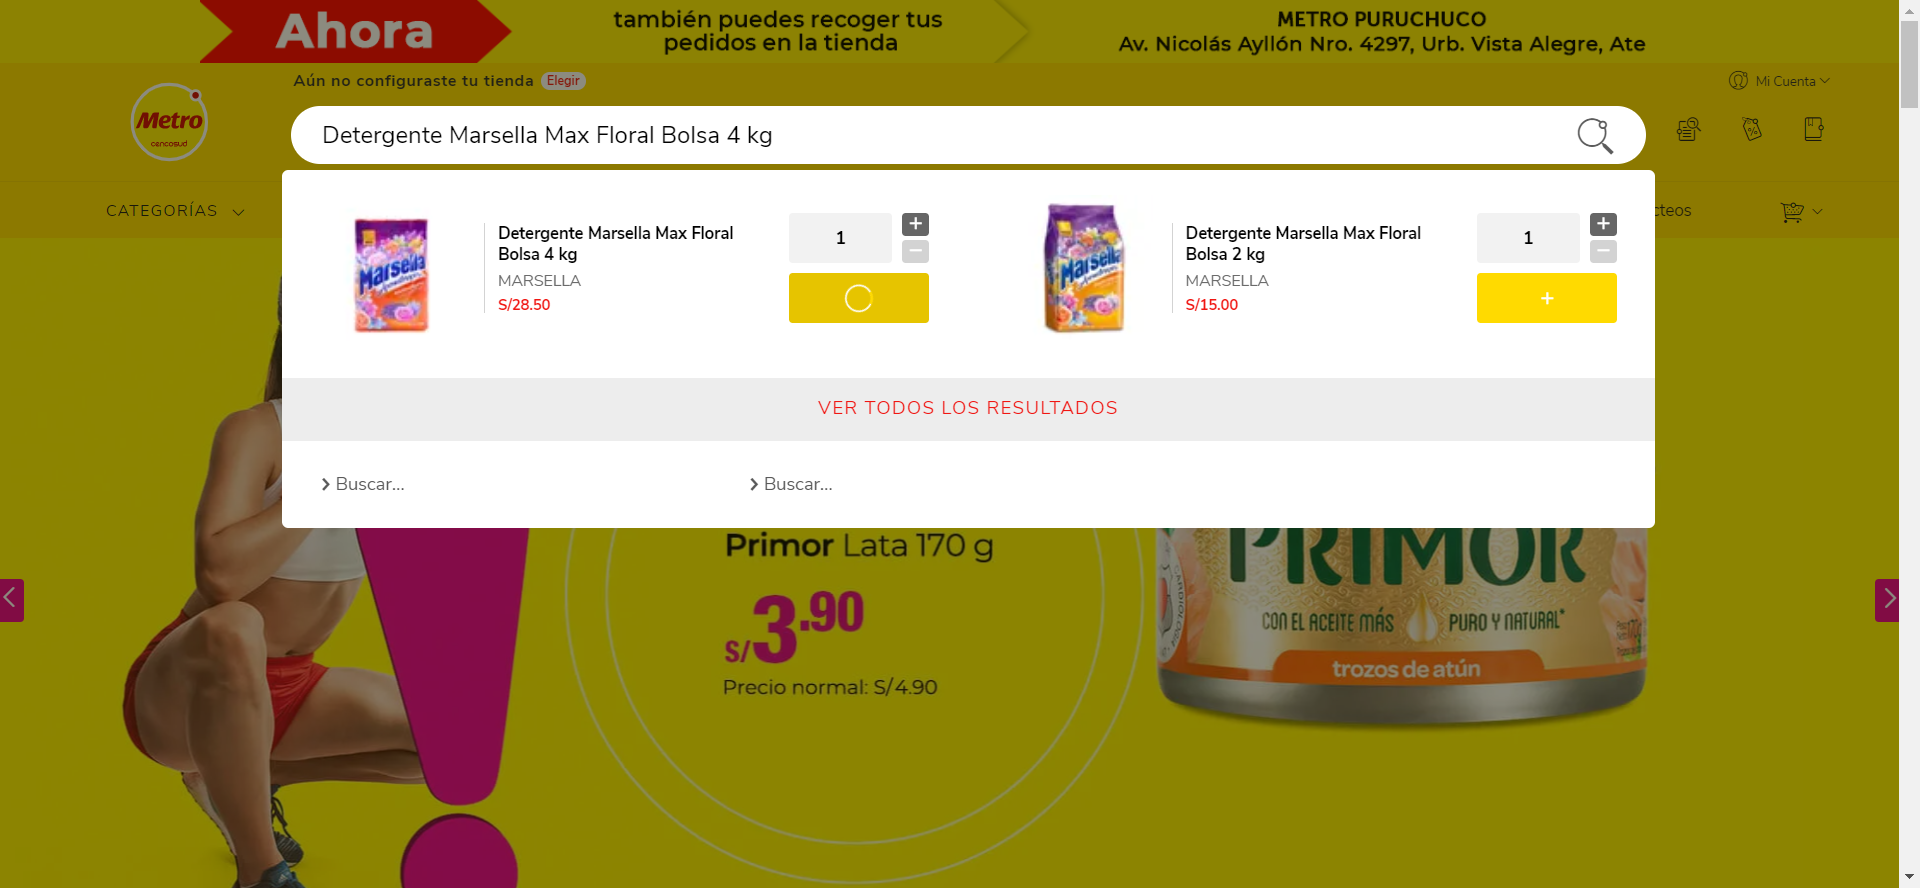 Ahora
también puedes recoger tus
pedidos en la tienda
METRO PURUCHUCO
Av. Nicolás Ayllón Nro. 4297, Urb. Vista Alegre, Ate
Aún no configuraste tu tienda Elegir
Mi Cuenta
Metro
cencosud
Detergente Marsella Max Floral Bolsa 4 kg
CATEGORÍAS
cteos
Marsella
Detergente Marsella Max Floral
Bolsa 4 kg
MARSELLA
S/28.50
1
+
−
Marsella
Detergente Marsella Max Floral
Bolsa 2 kg
MARSELLA
S/15.00
1
+
−
+
VER TODOS LOS RESULTADOS
Buscar...
Buscar...
Primor Lata 170 g
S/3.90
Precio normal: S/4.90
PRIMOR
CON EL ACEITE MÁS PURO Y NATURAL*
trozos de atún